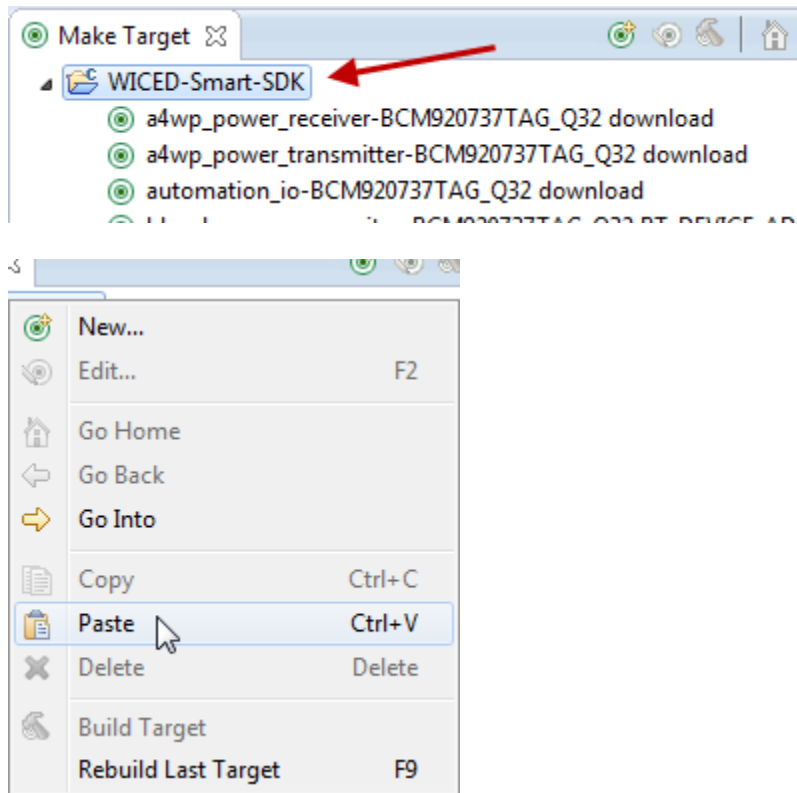 Make Target
WICED-Smart-SDK
a4wp_power_receiver-BCM920737TAG_Q32 download
a4wp_power_transmitter-BCM920737TAG_Q32 download
automation_io-BCM920737TAG_Q32 download
New...
Edit... F2
Go Home
Go Back
Go Into
Copy Ctrl+C
Paste Ctrl+V
Delete Delete
Build Target
Rebuild Last Target F9